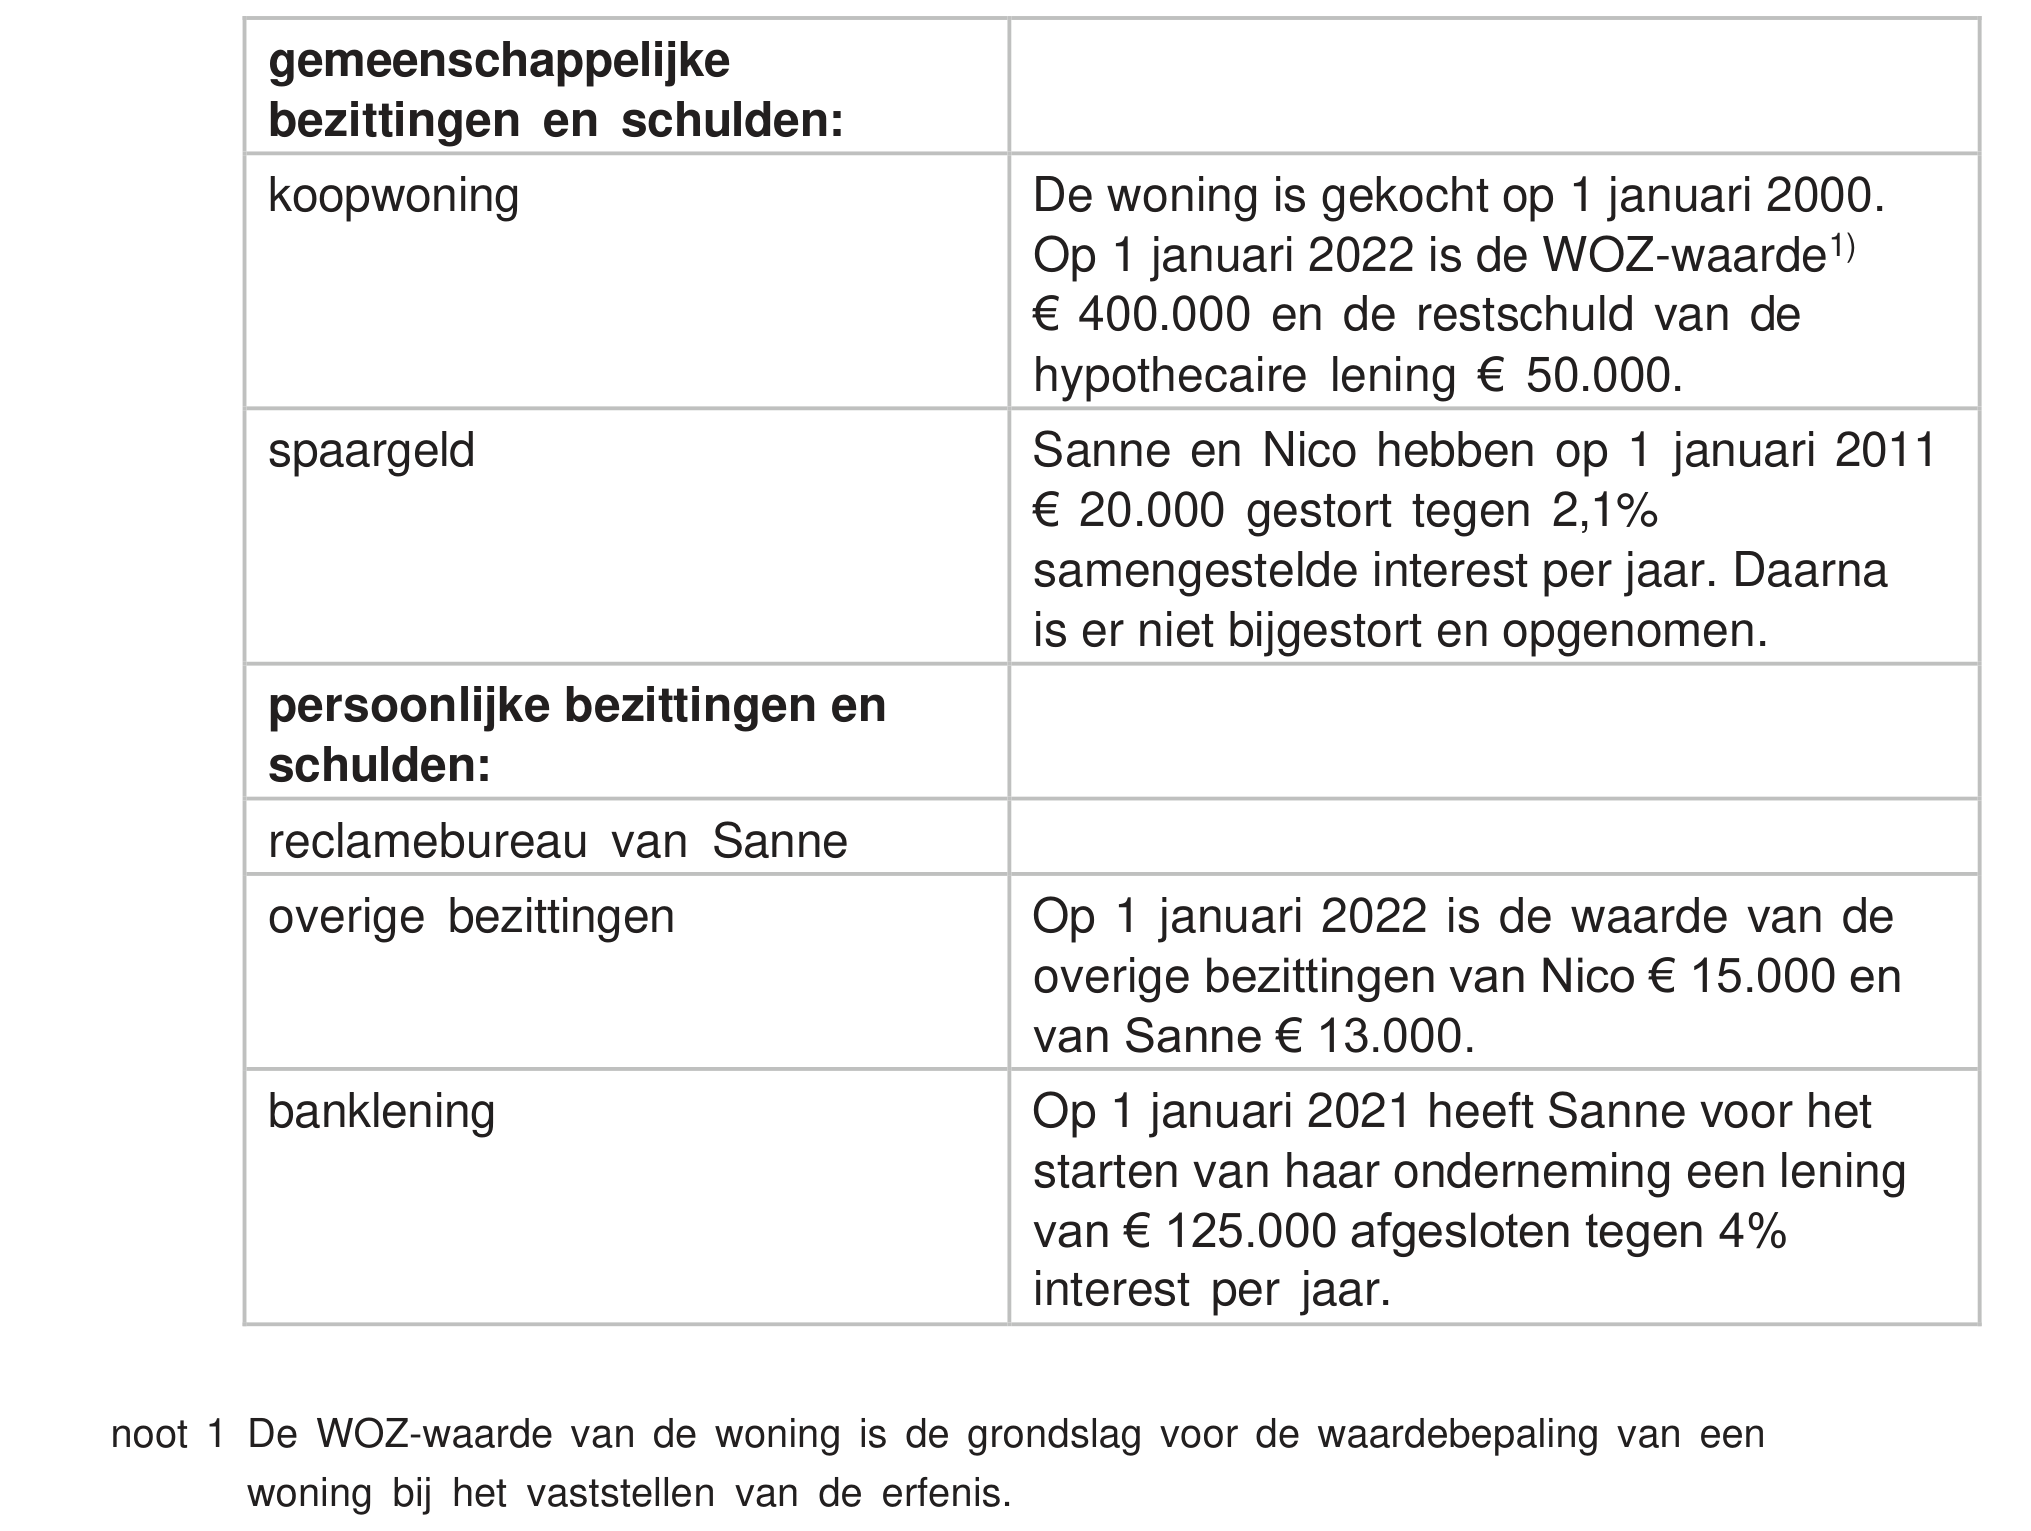 gemeenschappelijke
bezittingen en schulden:
koopwoning
De woning is gekocht op 1 januari 2000.
Op 1 januari 2022 is de WOZ-waarde1)
€ 400.000 en de restschuld van de
hypothecaire lening € 50.000.
spaargeld
Sanne en Nico hebben op 1 januari 2011
€ 20.000 gestort tegen 2,1%
samengestelde interest per jaar. Daarna
is er niet bijgestort en opgenomen.
persoonlijke bezittingen en
schulden:
reclamebureau van Sanne
overige bezittingen
Op 1 januari 2022 is de waarde van de
overige bezittingen van Nico € 15.000 en
van Sanne € 13.000.
banklening
Op 1 januari 2021 heeft Sanne voor het
starten van haar onderneming een lening
van € 125.000 afgesloten tegen 4%
interest per jaar.
noot 1 De WOZ-waarde van de woning is de grondslag voor de waardebepaling van een
woning bij het vaststellen van de erfenis.